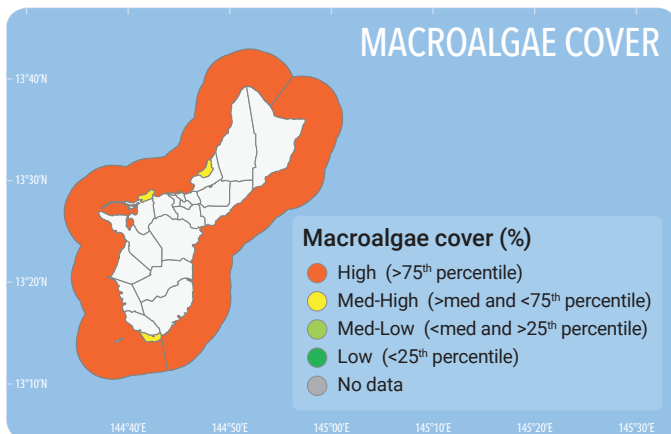 MACROALGAE COVER
13°40'N
13°30'N
13°20'N
13°10'N
Macroalgae cover (%)
High (>75th percentile)
Med-High (>med and <75th percentile)
Med-Low (<med and >25th percentile)
Low (<25th percentile)
No data
144°40'E
144°50'E
145°00'E
145°10'E
145°20'E
145°30'E